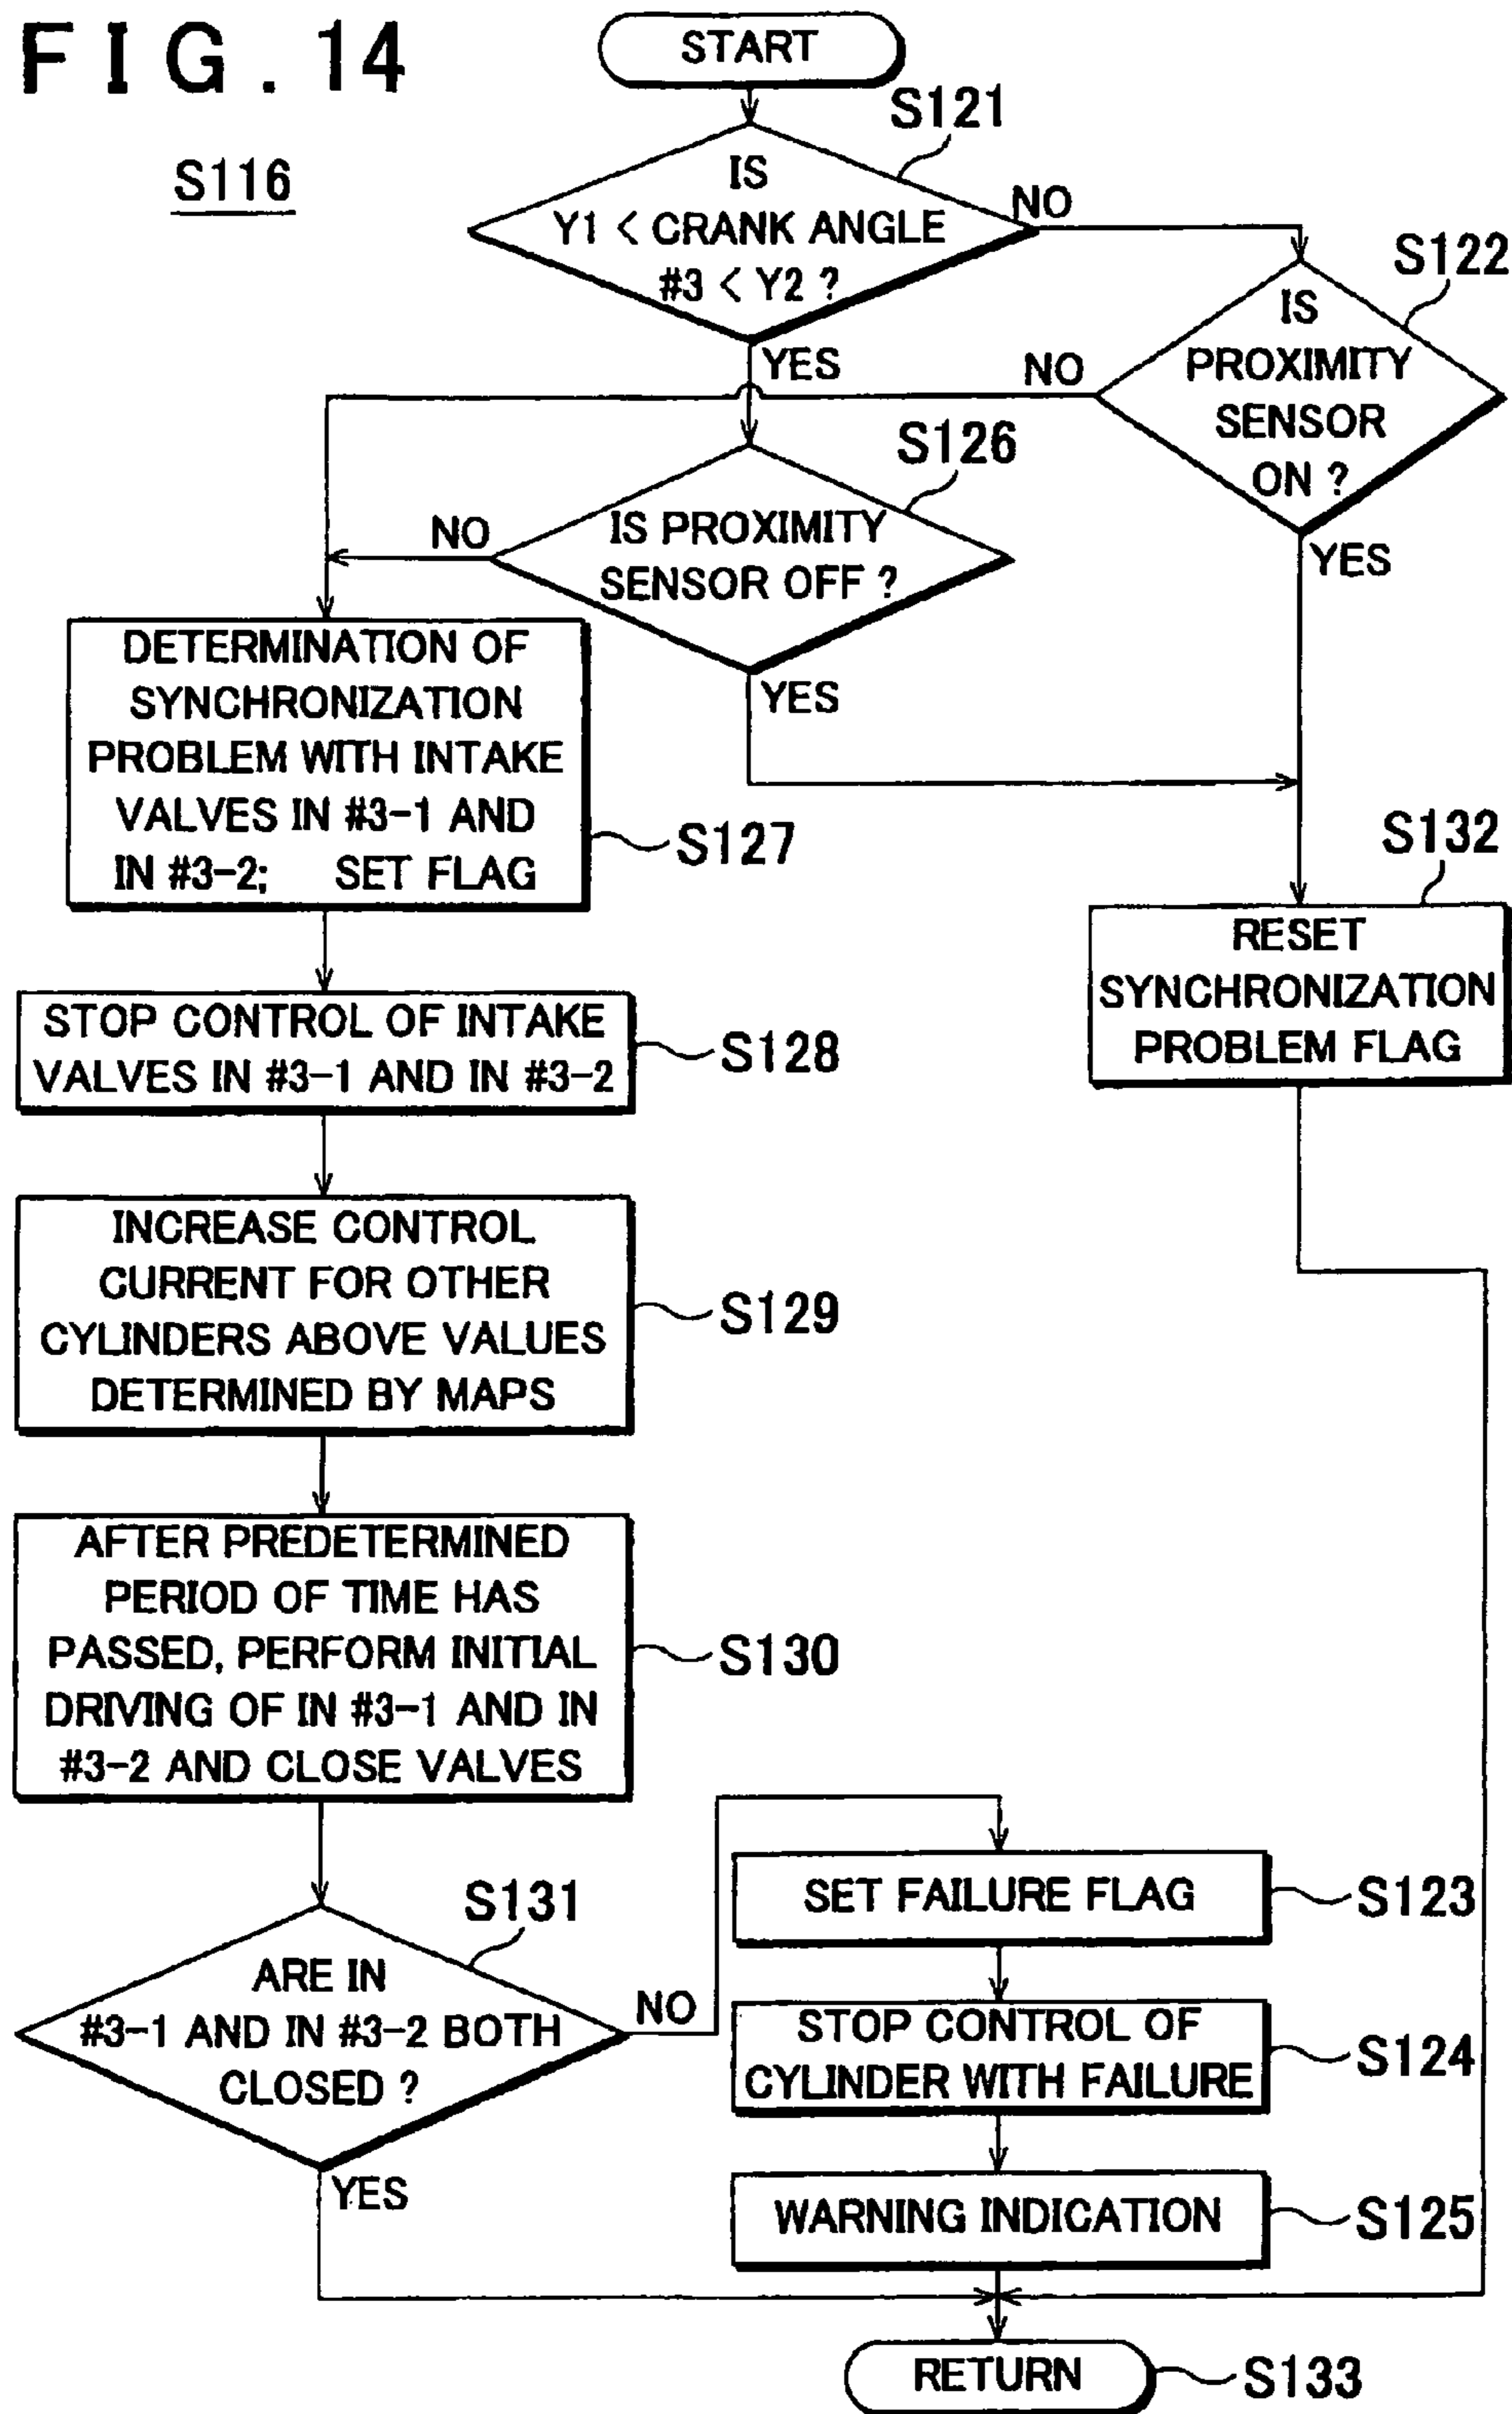 FIG. 14
S116
START
S121
IS
Y1 < CRANK ANGLE
#3 < Y2 ?
NO
YES
S122
IS
PROXIMITY
SENSOR
ON ?
NO
YES
S126
IS PROXIMITY
SENSOR OFF ?
NO
YES
DETERMINATION OF
SYNCHRONIZATION
PROBLEM WITH INTAKE
VALVES IN #3-1 AND
IN #3-2; SET FLAG
S127
S132
RESET
SYNCHRONIZATION
PROBLEM FLAG
STOP CONTROL OF INTAKE
VALVES IN #3-1 AND IN #3-2
S128
INCREASE CONTROL
CURRENT FOR OTHER
CYLINDERS ABOVE VALUES
DETERMINED BY MAPS
S129
AFTER PREDETERMINED
PERIOD OF TIME HAS
PASSED, PERFORM INITIAL
DRIVING OF IN #3-1 AND IN
#3-2 AND CLOSE VALVES
S130
S131
ARE IN
#3-1 AND IN #3-2 BOTH
CLOSED ?
NO
YES
SET FAILURE FLAG
S123
STOP CONTROL OF
CYLINDER WITH FAILURE
S124
WARNING INDICATION
S125
RETURN
S133